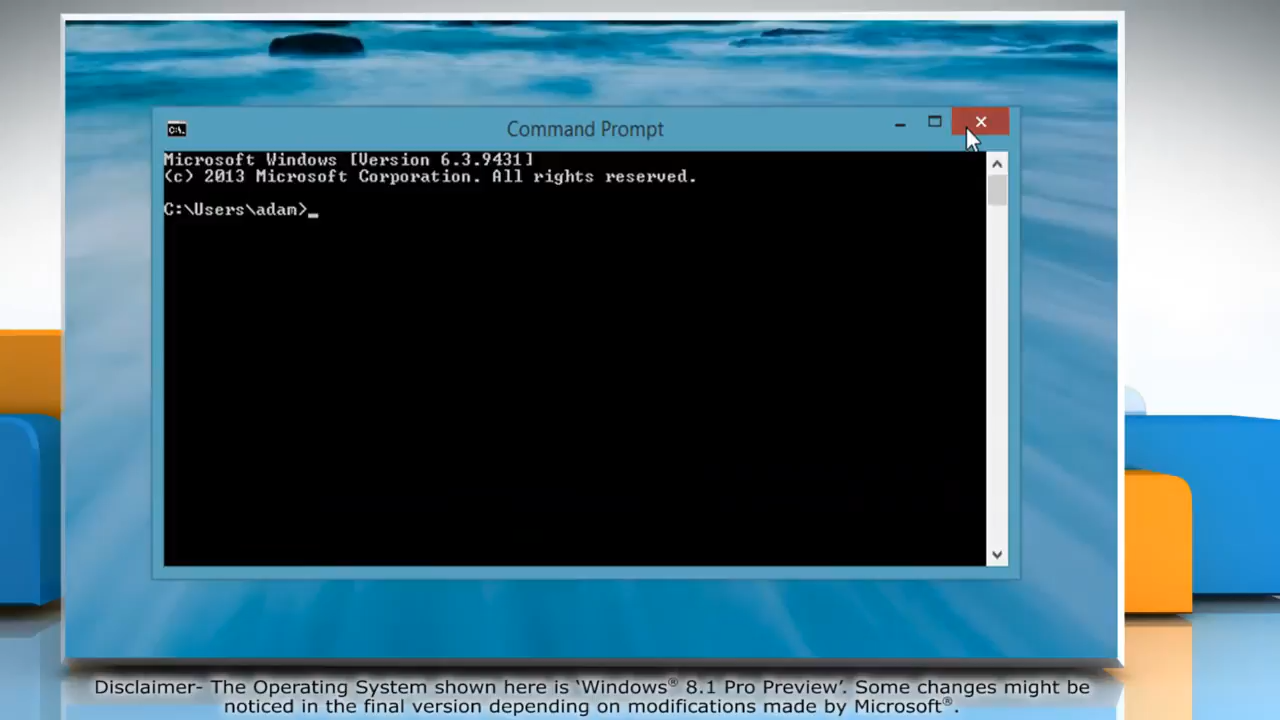 Command Prompt
Microsoft Windows [Version 6.3.9431]
(c) 2013 Microsoft Corporation. All rights reserved.
C:\Users\adam>_
Disclaimer- The Operating System shown here is ‘Windows® 8.1 Pro Preview’. Some changes might be
noticed in the final version depending on modifications made by Microsoft®.